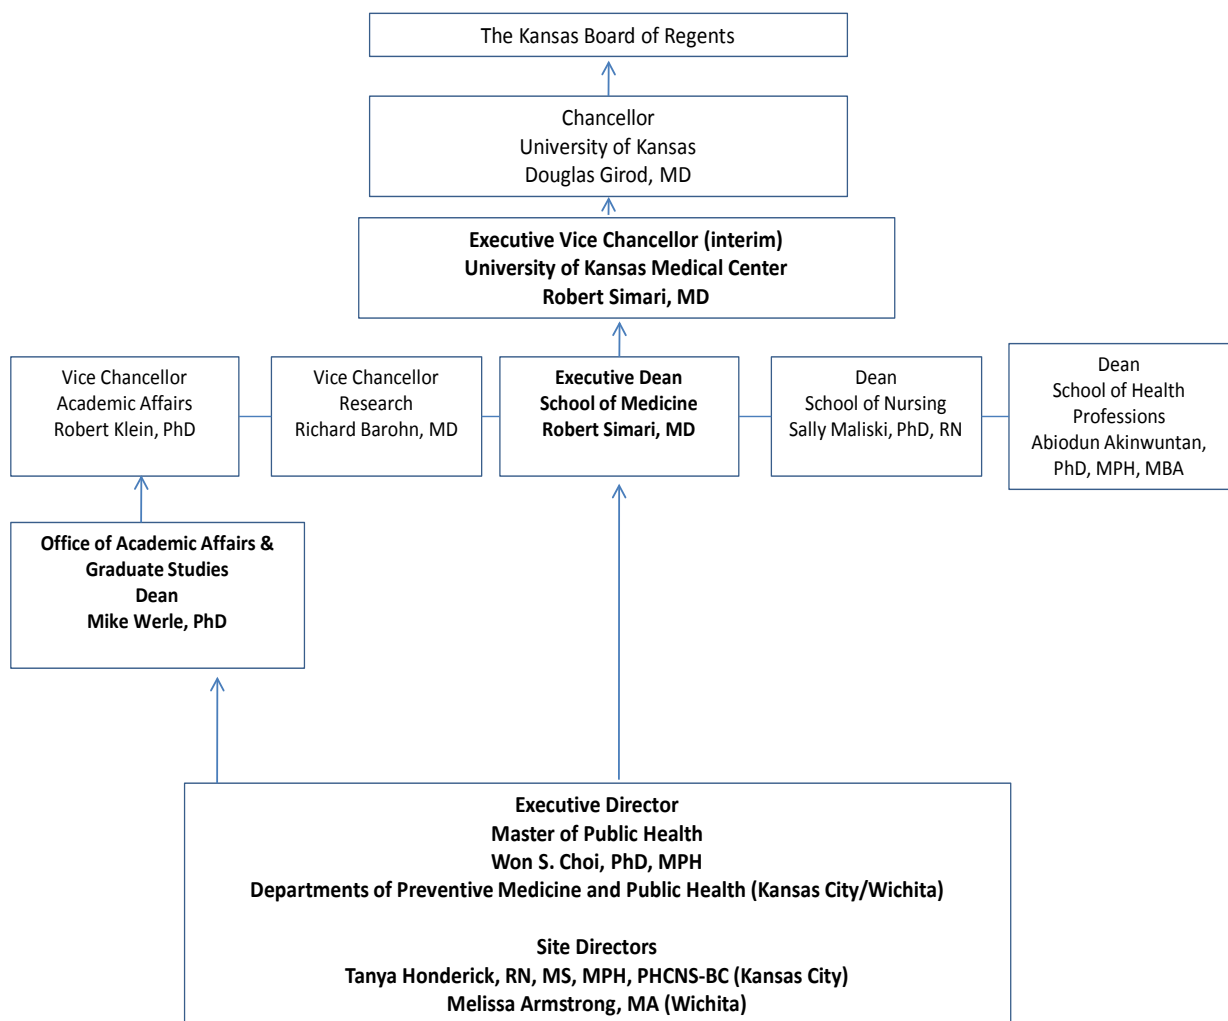 The Kansas Board of Regents
Chancellor
University of Kansas
Douglas Girod, MD
Executive Vice Chancellor (interim)
University of Kansas Medical Center
Robert Simari, MD
Vice Chancellor
Academic Affairs
Robert Klein, PhD
Vice Chancellor
Research
Richard Barohn, MD
Executive Dean
School of Medicine
Robert Simari, MD
Dean
School of Nursing
Sally Maliski, PhD, RN
Dean
School of Health
Professions
Abiodun Akinwuntan,
PhD, MPH, MBA
Office of Academic Affairs &
Graduate Studies
Dean
Mike Werle, PhD
Executive Director
Master of Public Health
Won S. Choi, PhD, MPH
Departments of Preventive Medicine and Public Health (Kansas City/Wichita)
Site Directors
Tanya Honderick, RN, MS, MPH, PHCNS-BC (Kansas City)
Melissa Armstrong, MA (Wichita)